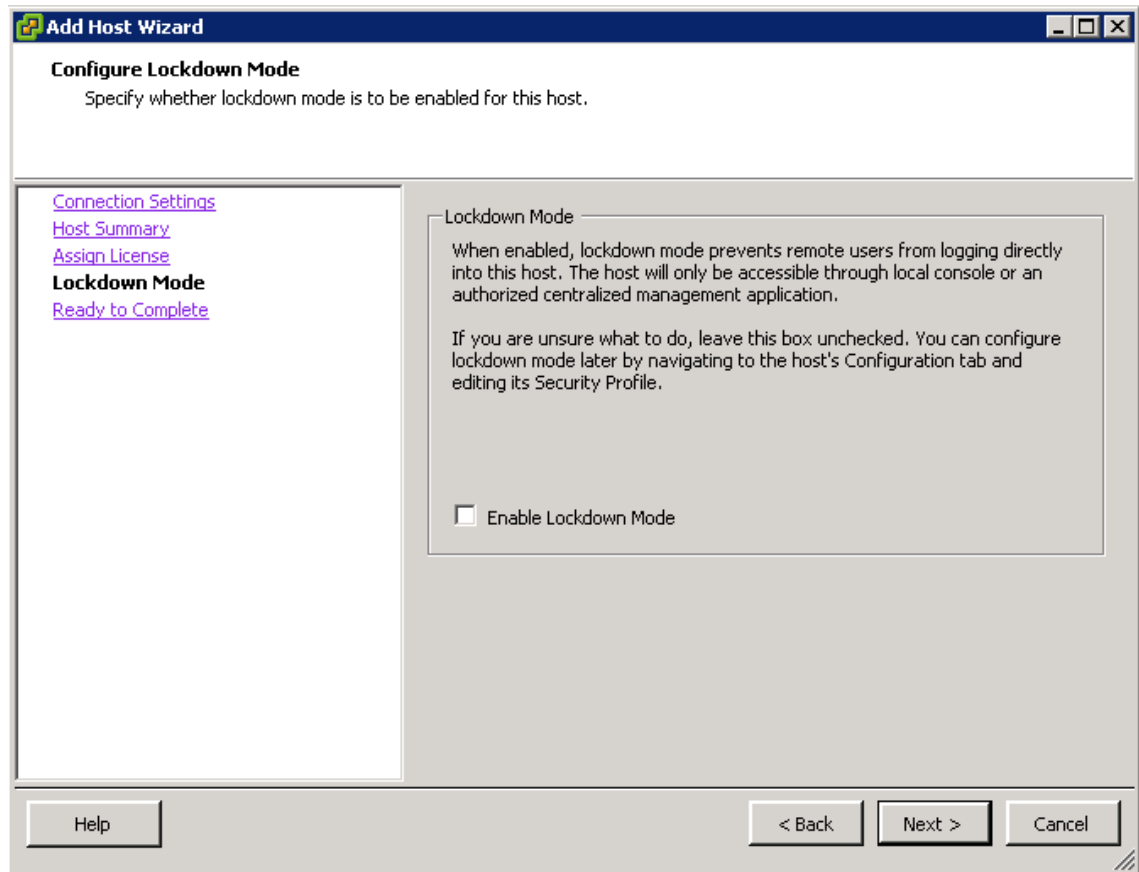 Add Host Wizard
Configure Lockdown Mode
Specify whether lockdown mode is to be enabled for this host.
Connection Settings
Host Summary
Assign License
Lockdown Mode
Ready to Complete
Lockdown Mode
When enabled, lockdown mode prevents remote users from logging directly
into this host. The host will only be accessible through local console or an
authorized centralized management application.
If you are unsure what to do, leave this box unchecked. You can configure
lockdown mode later by navigating to the host's Configuration tab and
editing its Security Profile.
Enable Lockdown Mode
Help
< Back
Next >
Cancel